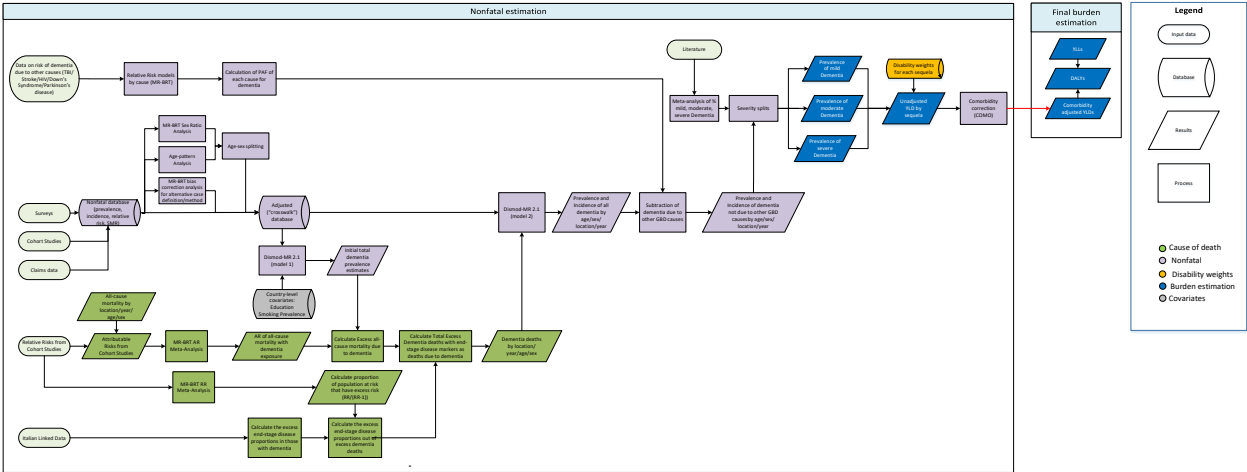 Nonfatal estimation
Final burden
estimation
Legend
Data on risk of dementia
due to other causes (TB/
Stroke/HIV/Down's
Syndrome/Parkinson's
disease)
Relative Risk models
by cause (MR-BRT)
Calculation of PAF of
each cause for
dementia
Literature
Meta-analysis of %
mild, moderate,
severe Dementia
Severity splits
Prevalence
of mild
Dementia
Prevalence
of moderate
Dementia
Prevalence
of severe
Dementia
Disability weights
for each sequela
Unadjusted
YLD by
sequela
Comorbidity
correction
(COMO)
YLLs
DALYs
Comorbidity
adjusted YLDs
Input data
Database
Results
Process
Cause of death
Nonfatal
Disability weights
Burden estimation
Covariates
MR-BRT Sex Ratio
Analysis
Age-pattern
Analysis
MR-BRT bias
correction analysis
for alternative case
definition/method
Age-sex splitting
Surveys
Cohort Studies
Claims data
Nonfatal database
(prevalence,
incidence, relative
risk, SMR)
Adjusted
("crosswalk")
database
Dismod-MR 2.1
(model 1)
Initial total
dementia
prevalence
estimates
Country-level
covariates:
Education
Smoking Prevalence
Dismod-MR 2.1
(model 2)
Prevalence and
incidence of all
dementia by
age/sex/
location/year
Subtraction of
dementia due to
other GBD causes
Prevalence and
incidence of dementia
not due to other GBD
causes by age/sex/
location/year
All-cause
mortality by
location/year/
age/sex
Relative Risks from
Cohort Studies
Attributable
Risks from
Cohort Studies
MR-BRT AR
Meta-Analysis
AR of all-cause
mortality with
dementia
exposure
Calculate Excess all-
cause mortality due
to dementia
Calculate Total Excess
Dementia deaths with end-
stage disease markers as
deaths due to dementia
Dementia deaths
by location/
year/age/sex
MR-BRT RR
Meta-Analysis
Calculate proportion
of population at risk
that have excess risk
(RR/(RR-1))
Italian Linked Data
Calculate the excess
end-stage disease
proportions in those
with dementia
Calculate the excess
end-stage disease
proportions out of
excess dementia
deaths